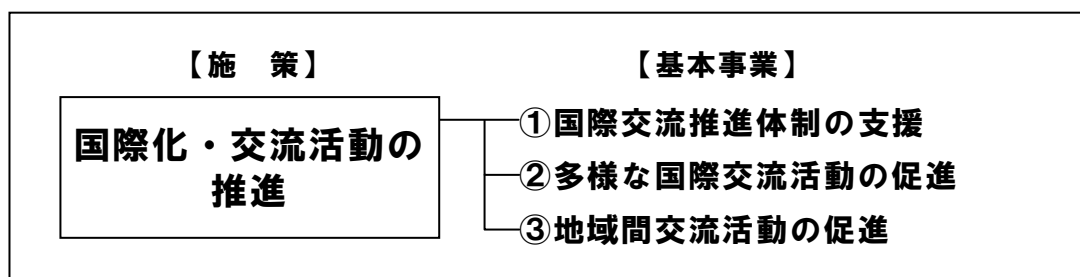 【施　策】
【基本事業】
国際化・交流活動の
推進
①国際交流推進体制の支援
②多様な国際交流活動の促進
③地域間交流活動の促進